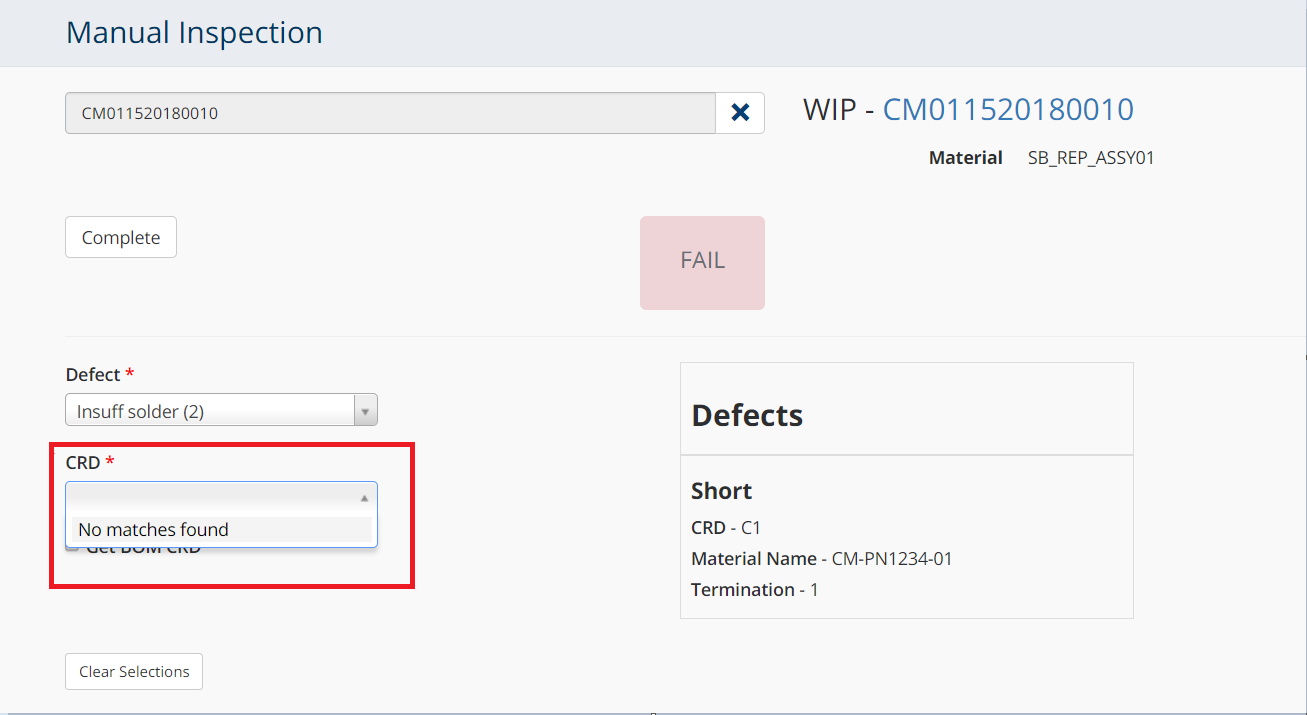 Manual Inspection
CM011520180010
WIP - CM011520180010
Material SB_REP_ASSY01
Complete
FAIL
Defect *
Insuff solder (2)
CRD *
No matches found
Get BOM CRD
Defects
Short
CRD - C1
Material Name - CM-PN1234-01
Termination - 1
Clear Selections